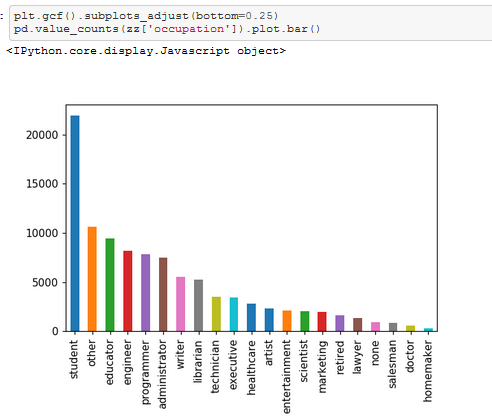 : plt.gcf().subplots_adjust(bottom=0.25)
pd.value_counts(zz['occupation']).plot.bar()
<IPython.core.display.Javascript object>
20000
15000
10000
5000
0
student
other
educator
engineer
programmer
administrator
writer
librarian
technician
executive
healthcare
artist
entertainment
scientist
marketing
retired
lawyer
none
salesman
doctor
homemaker